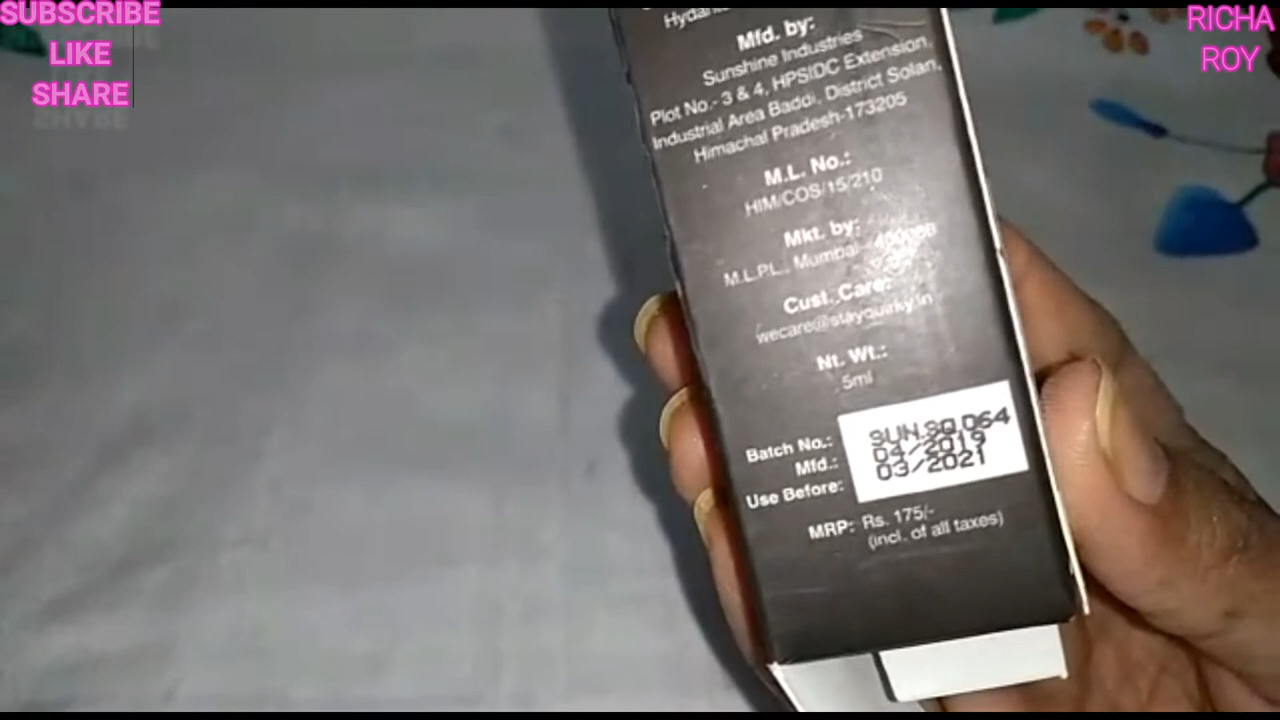 SUBSCRIBE
LIKE
SHARE
RICHA
ROY
Mfd. by:
Sunshine Industries
Plot No.- 3 & 4, HPSIDC Extension,
Industrial Area Baddi, District Solan,
Himachal Pradesh-173205
M.L. No.:
HIM/COS/15/210
Mkt. by:
M.L.P.L., Mumbai -
Cust. Care:
wecare@stayquirky.in
Nt. Wt.:
5ml
Batch No.: SUN.SQ.064
Mfd.: 04/2019
Use Before: 03/2021
MRP: Rs. 175/-
(incl. of all taxes)